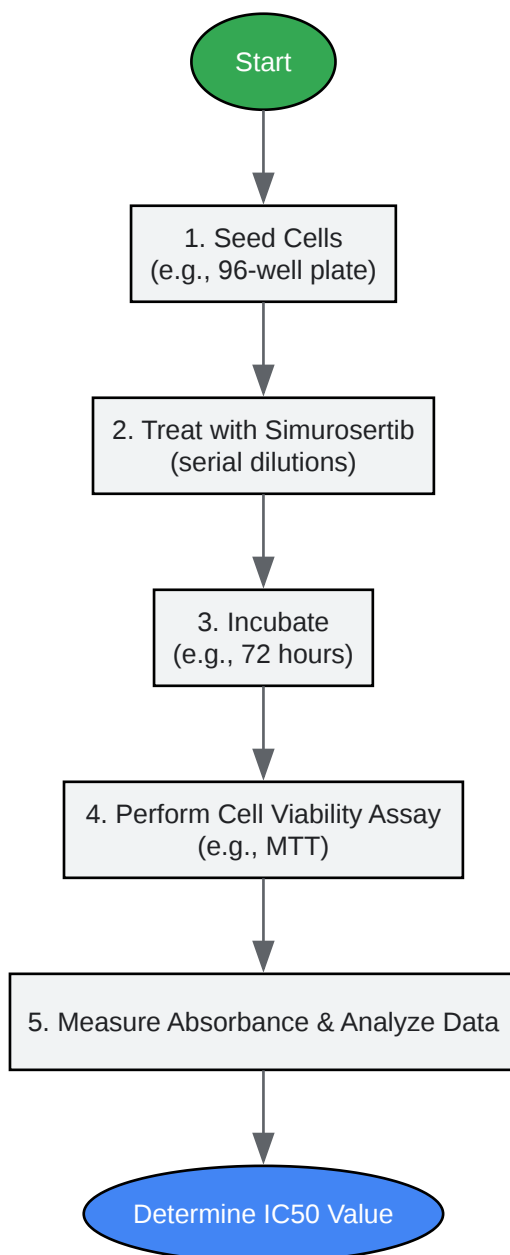 Start
1. Seed Cells
(e.g., 96-well plate)
2. Treat with Simurosertib
(serial dilutions)
3. Incubate
(e.g., 72 hours)
4. Perform Cell Viability Assay
(e.g., MTT)
5. Measure Absorbance & Analyze Data
Determine IC50 Value